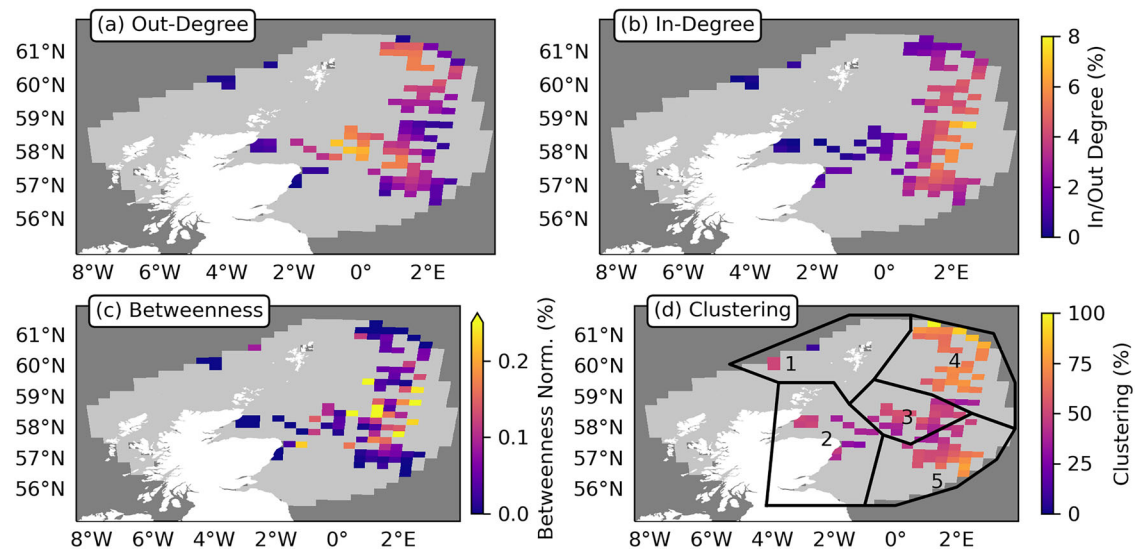 (a) Out-Degree
(b) In-Degree
61°N
60°N
59°N
58°N
57°N
56°N
8°W 6°W 4°W 2°W 0° 2°E
61°N
60°N
59°N
58°N
57°N
56°N
8°W 6°W 4°W 2°W 0° 2°E
8
6
4
2
0
In/Out Degree (%)
(c) Betweenness
(d) Clustering
61°N
60°N
59°N
58°N
57°N
56°N
8°W 6°W 4°W 2°W 0° 2°E
0.2
0.1
0.0
Betweenness Norm. (%)
61°N
60°N
59°N
58°N
57°N
56°N
8°W 6°W 4°W 2°W 0° 2°E
1
4
3
2
5
100
75
50
25
0
Clustering (%)